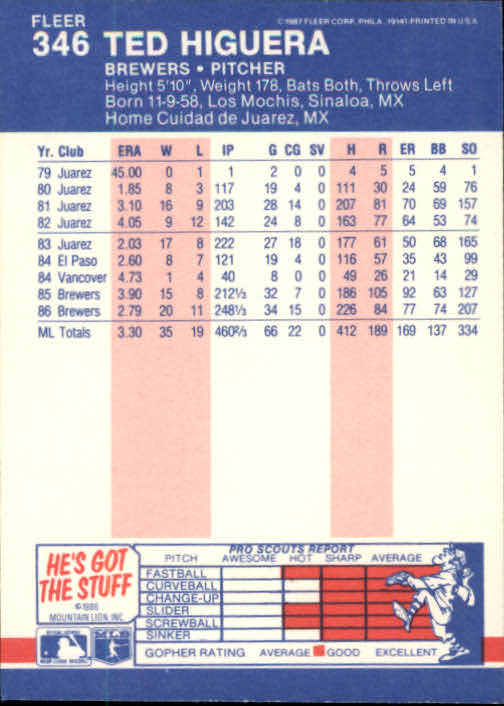 FLEER
©1987 FLEER CORP. PHILA. 19141-PRINTED IN U.S.A.
346 TED HIGUERA
BREWERS • PITCHER
Height 5'10", Weight 178, Bats Both, Throws Left
Born 11-9-58, Los Mochis, Sinaloa, MX
Home Cuidad de Juarez, MX
Yr. Club ERA W L IP G CG SV H R ER BB SO
79 Juarez 45.00 0 1 1 2 0 0 4 5 5 4 1
80 Juarez 1.85 8 3 117 19 4 0 111 30 24 59 76
81 Juarez 3.10 16 9 203 28 14 0 207 81 70 69 157
82 Juarez 4.05 9 12 142 24 8 0 163 77 64 53 74
83 Juarez 2.03 17 8 222 27 18 0 177 61 50 68 165
84 El Paso 2.60 8 7 121 19 4 0 116 57 35 43 99
84 Vancover 4.73 1 4 40 8 0 0 49 26 21 14 29
85 Brewers 3.90 15 8 212⅓ 32 7 0 186 105 92 63 127
86 Brewers 2.79 20 11 248⅓ 34 15 0 226 84 77 74 207
ML Totals 3.30 35 19 460⅔ 66 22 0 412 189 169 137 334
HE'S GOT
THE STUFF
©1986
MOUNTAIN LION INC.
PRO SCOUTS REPORT
PITCH AWESOME HOT SHARP AVERAGE
FASTBALL
CURVEBALL
CHANGE-UP
SLIDER
SCREWBALL
SINKER
GOPHER RATING AVERAGE GOOD EXCELLENT